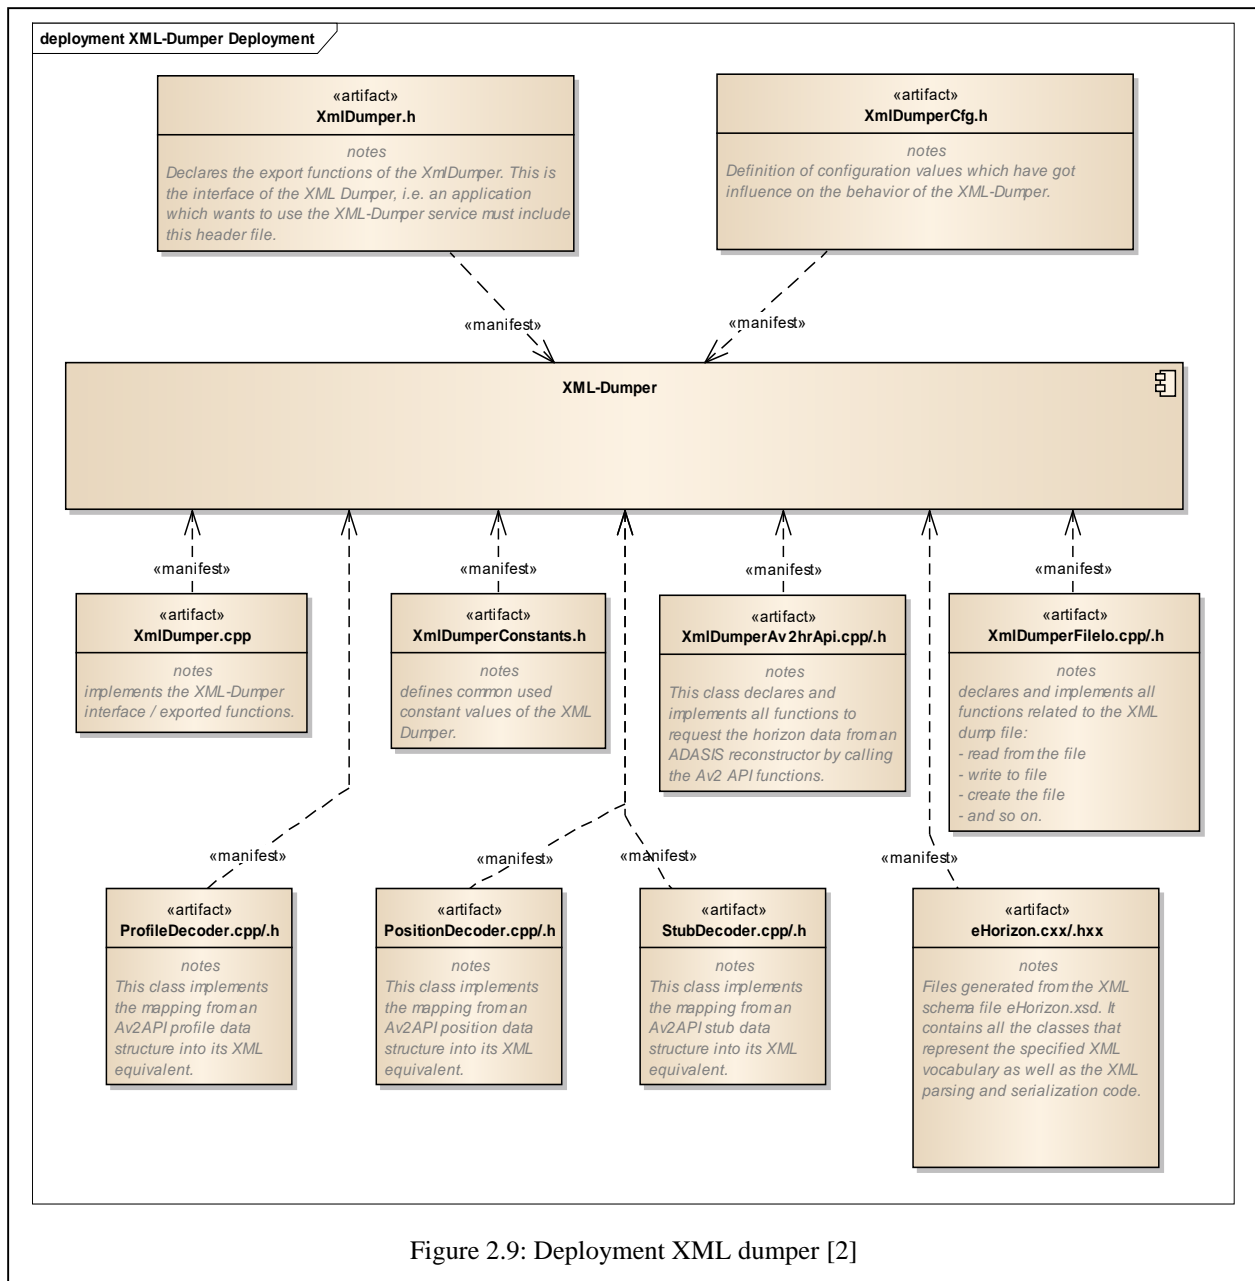 deployment XML-Dumper Deployment
«artifact»
XmlDumper.h
notes
Declares the export functions of the XmlDumper. This is
the interface of the XML Dumper, i.e. an application
which wants to use the XML-Dumper service must include
this header file.
«artifact»
XmlDumperCfg.h
notes
Definition of configuration values which have got
influence on the behavior of the XML-Dumper.
«manifest»
«manifest»
XML-Dumper
«manifest»
«manifest»
«manifest»
«manifest»
«artifact»
XmlDumper.cpp
notes
implements the XML-Dumper
interface / exported functions.
«artifact»
XmlDumperConstants.h
notes
defines common used
constant values of the XML
Dumper.
«artifact»
XmlDumperAv2hrApi.cpp/.h
notes
This class declares and
implements all functions to
request the horizon data from an
ADASIS reconstructor by calling
the Av2 API functions.
«artifact»
XmlDumperFileIo.cpp/.h
notes
declares and implements all
functions related to the XML
dump file:
- read from the file
- write to file
- create the file
- and so on.
«manifest»
«manifest»
«manifest»
«manifest»
«artifact»
ProfileDecoder.cpp/.h
notes
This class implements
the mapping from an
Av2API profile data
structure into its XML
equivalent.
«artifact»
PositionDecoder.cpp/.h
notes
This class implements
the mapping from an
Av2API position data
structure into its XML
equivalent.
«artifact»
StubDecoder.cpp/.h
notes
This class implements
the mapping from an
Av2API stub data
structure into its XML
equivalent.
«artifact»
eHorizon.cxx/.hxx
notes
Files generated from the XML
schema file eHorizon.xsd. It
contains all the classes that
represent the specified XML
vocabulary as well as the XML
parsing and serialization code.
Figure 2.9: Deployment XML dumper [2]